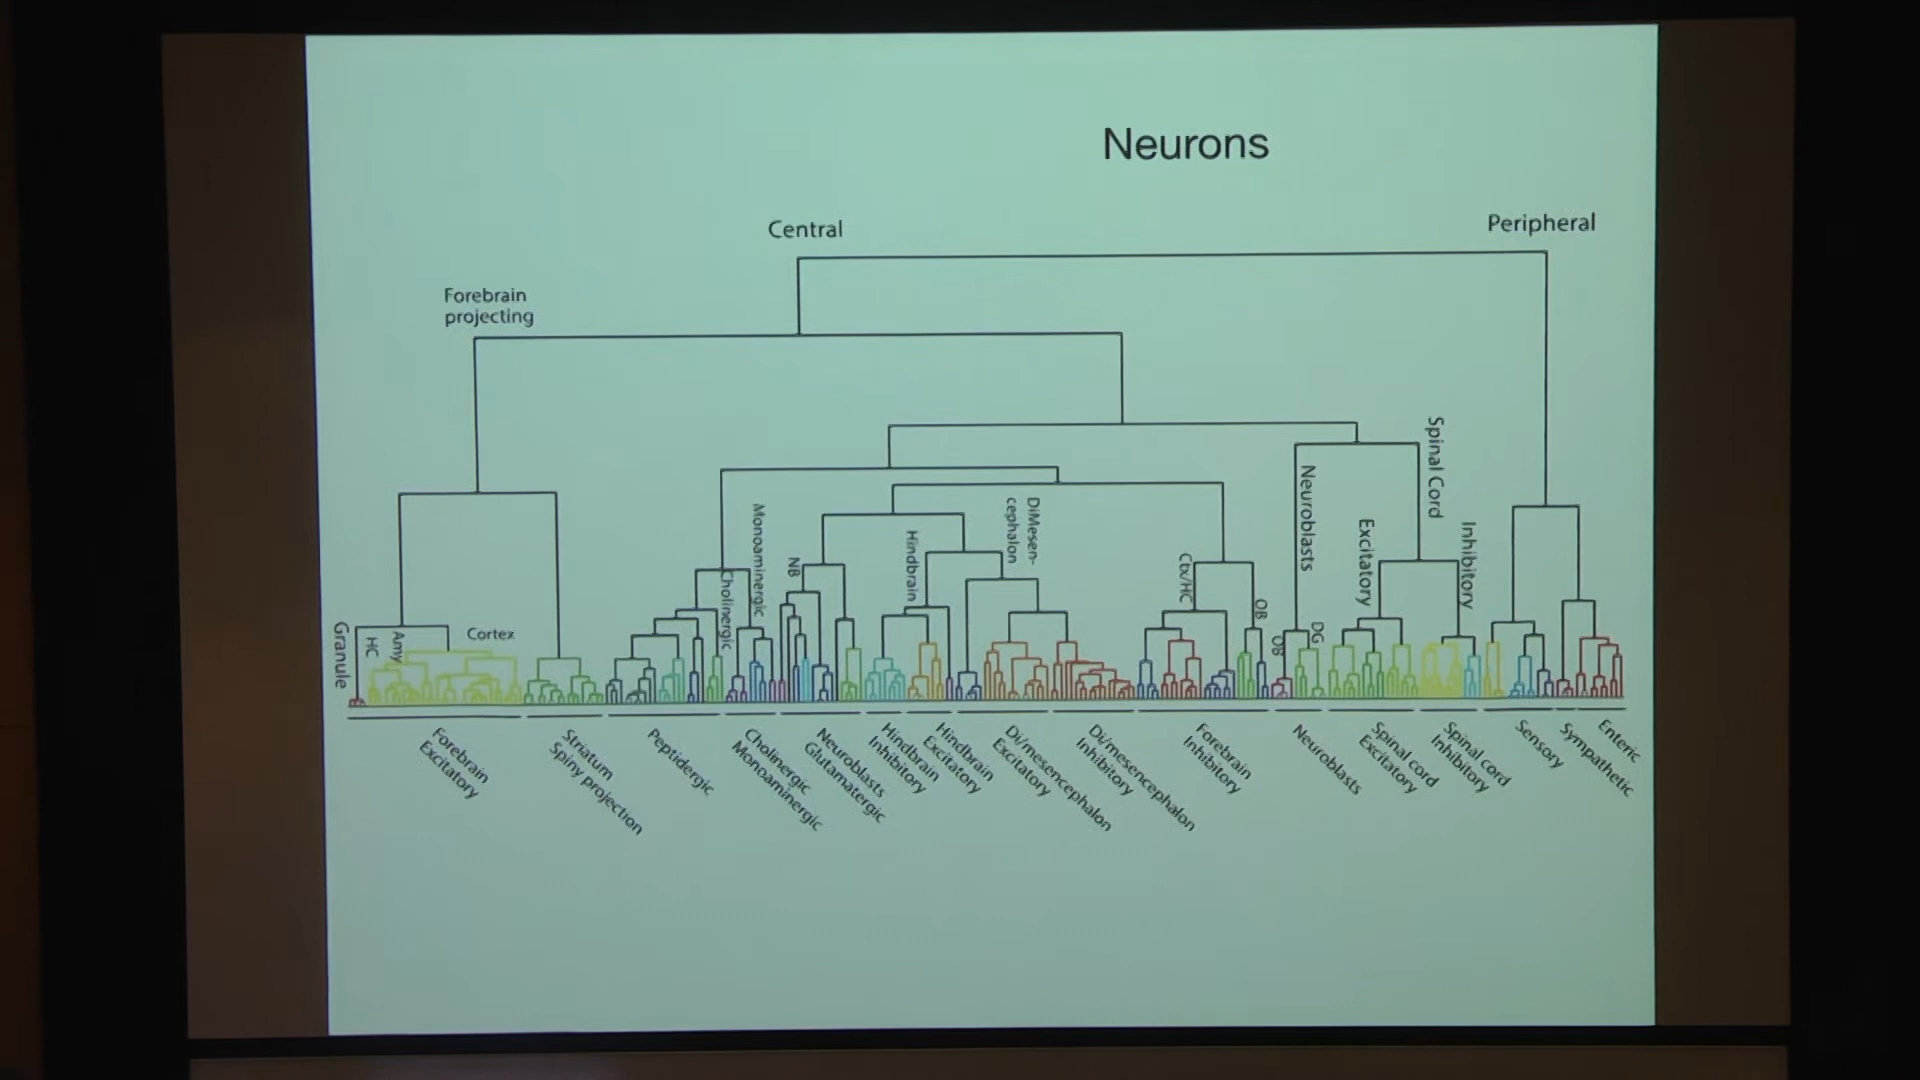 Neurons
Central
Peripheral
Forebrain
projecting
Spinal Cord
Neuroblasts
Monoaminergic
DiMesen-
cephalon
Excitatory
Inhibitory
Hindbrain
NB
Ctx/HC
Cholinergic
OB
Granule
HC
Amy
Cortex
OB
DG
Forebrain
Excitatory
Striatum
Spiny projection
Peptidergic
Cholinergic
Monoaminergic
Neuroblasts
Glutamatergic
Hindbrain
Inhibitory
Hindbrain
Excitatory
Di/mesencephalon
Excitatory
Di/mesencephalon
Inhibitory
Forebrain
Inhibitory
Neuroblasts
Spinal cord
Excitatory
Spinal cord
Inhibitory
Sensory
Sympathetic
Enteric